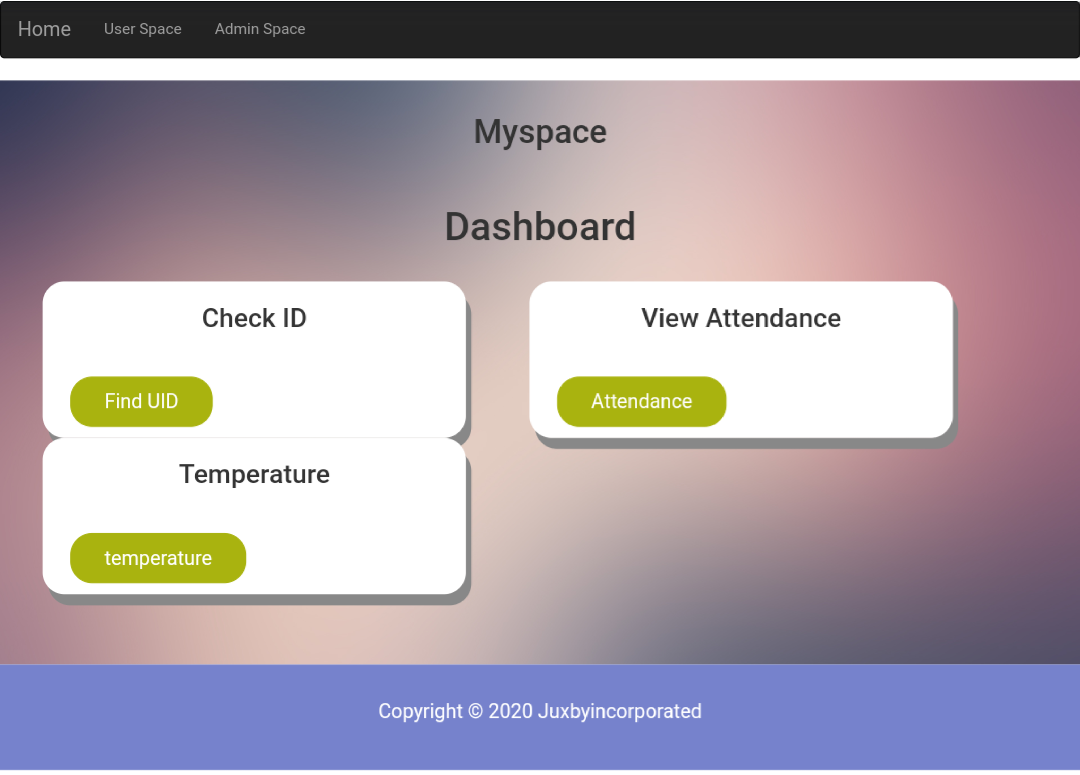 Home User Space Admin Space
Myspace
Dashboard
Check ID
Find UID
View Attendance
Attendance
Temperature
temperature
Copyright © 2020 Juxbyincorporated